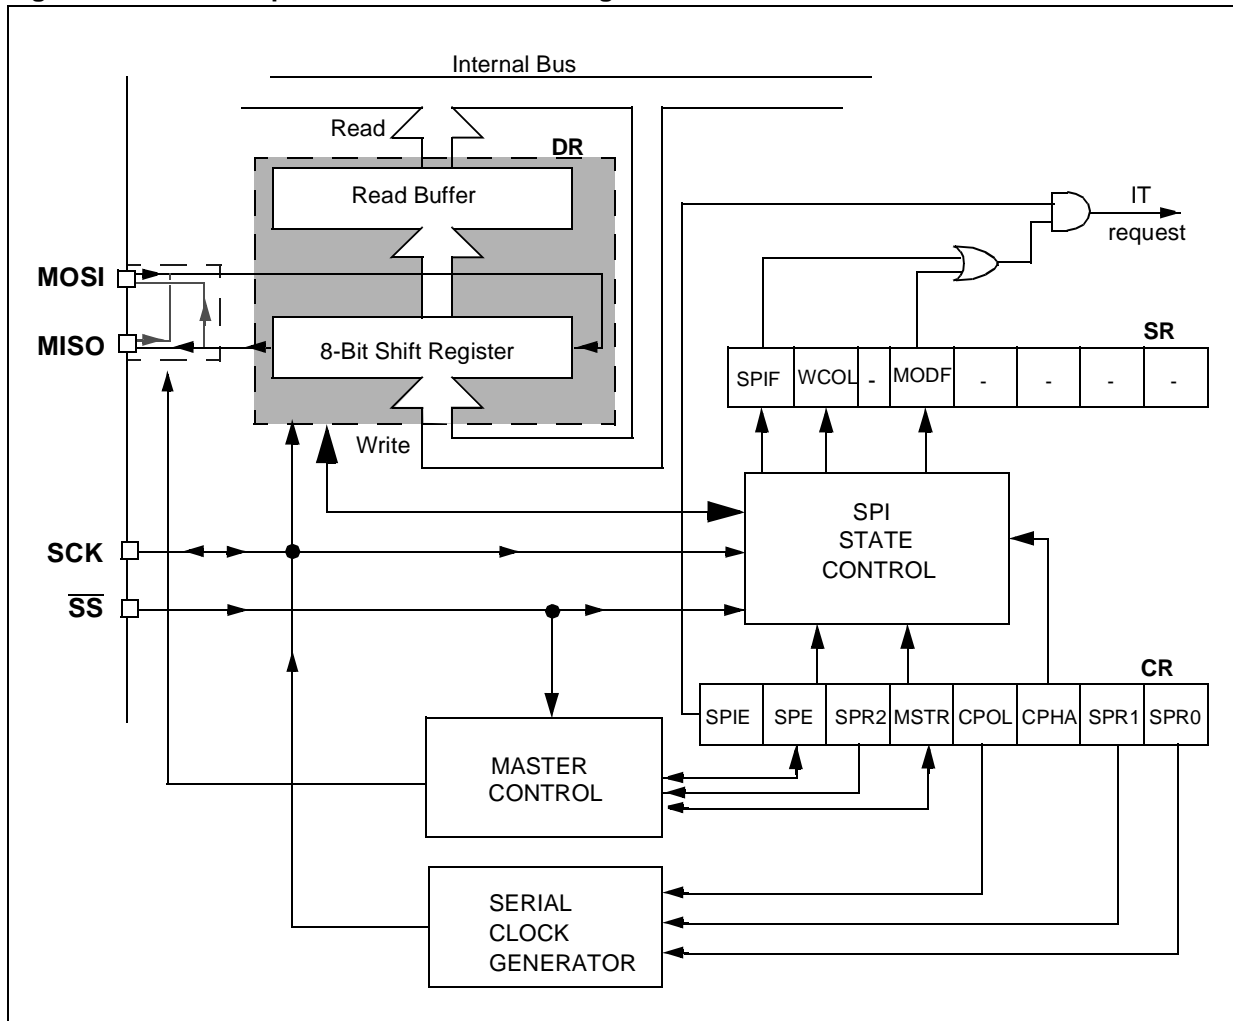 Internal Bus
Read
DR
Read Buffer
IT
request
MOSI
MISO
8-Bit Shift Register
SR
SPIF WCOL - MODF - - - -
Write
SPI
STATE
CONTROL
SCK
SS
CR
SPIE SPE SPR2 MSTR CPOL CPHA SPR1 SPR0
MASTER
CONTROL
SERIAL
CLOCK
GENERATOR